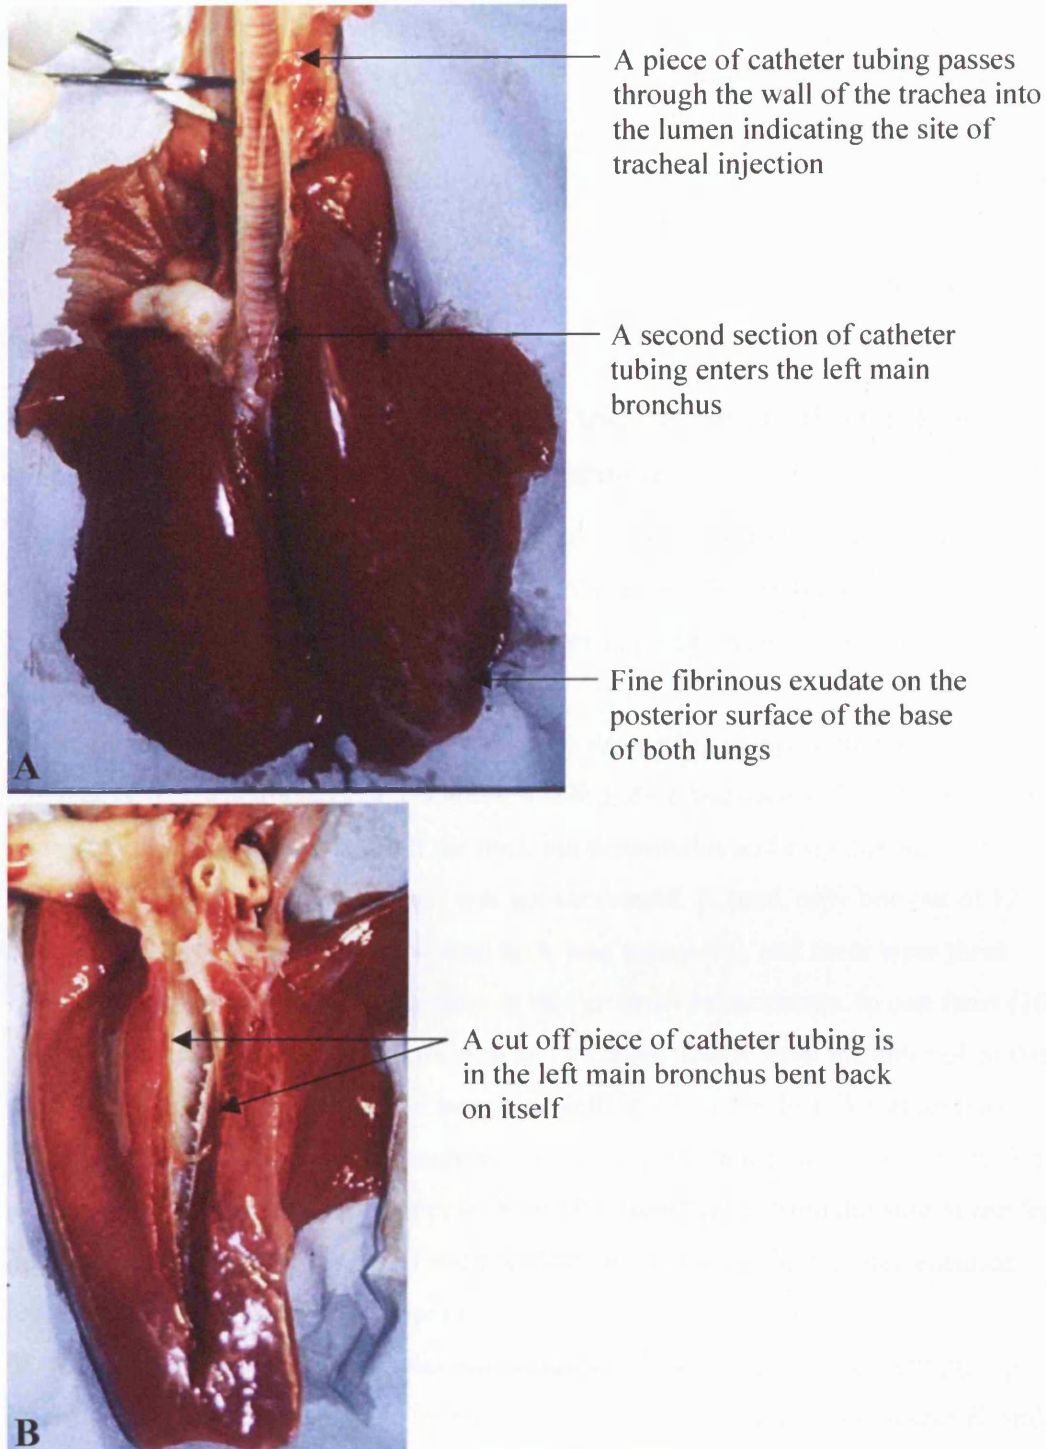 A piece of catheter tubing passes
through the wall of the trachea into
the lumen indicating the site of
tracheal injection
A second section of catheter
tubing enters the left main
bronchus
Fine fibrinous exudate on the
posterior surface of the base
of both lungs
A
A cut off piece of catheter tubing is
in the left main bronchus bent back
on itself
B